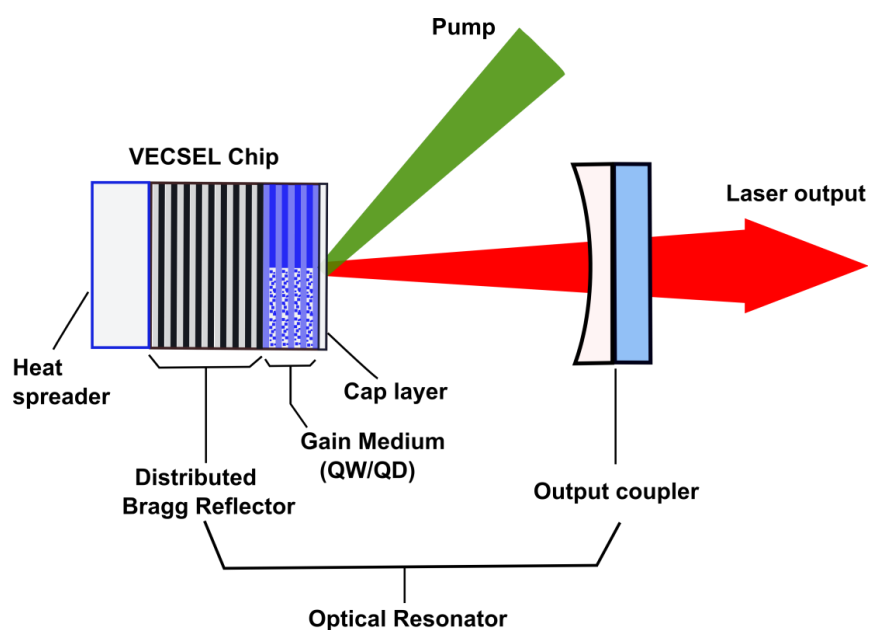 Pump
VECSEL Chip
Laser output
Heat
spreader
Cap layer
Gain Medium
(QW/QD)
Distributed
Bragg Reflector
Output coupler
Optical Resonator